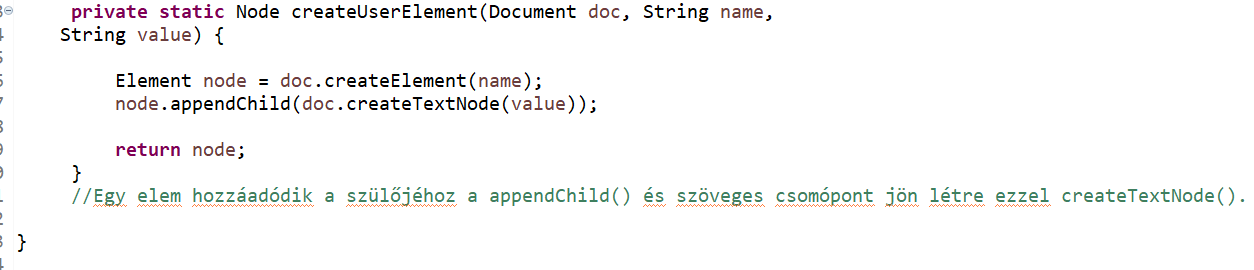 private static Node createUserElement(Document doc, String name,
String value) {
Element node = doc.createElement(name);
node.appendChild(doc.createTextNode(value));
return node;
}
//Egy elem hozzáadódik a szülőjéhoz a appendChild() és szöveges csomópont jön létre ezzel createTextNode().
}